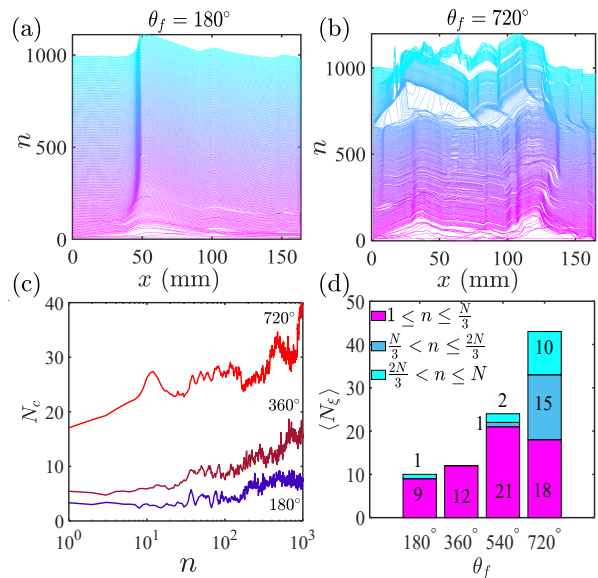 (a) θ_f = 180° (b) θ_f = 720°
1000 1200
500
0
n
0 50 100 150
x (mm)
1000
500
0
n
0 50 100 150
x (mm)
(c) (d)
40
30
20
10
0
N_c
720°
360°
180°
10^0 10^1 10^2 10^3
n
50
40
30
20
10
0
⟨N_ξ⟩
1 ≤ n ≤ N/3
N/3 < n ≤ 2N/3
2N/3 < n ≤ N
1
9
12
2
1
21
10
15
18
180° 360° 540° 720°
θ_f